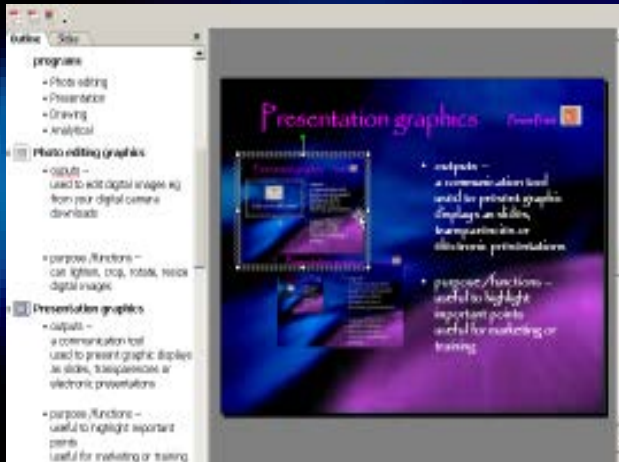 Outline Slides
programs
• Photo editing
• Presentation
• Drawing
• Analytical
Photo editing graphics
• ouputs –
used to edit digital images eg
from your digital camera
downloads
• purpose /functions –
can lighten, crop, rotate, resize
digital images
Presentation graphics
• outputs –
a communication tool
used to present graphic displays
as slides, transparencies or
electronic presentations
• purpose /functions –
useful to highlight important
points
useful for marketing or training
Presentation graphics PowerPoint
• outputs –
a communication tool
used to present graphic
displays as slides,
transparencies or
electronic presentations
• purpose /functions –
useful to highlight
important points
useful for marketing or
training